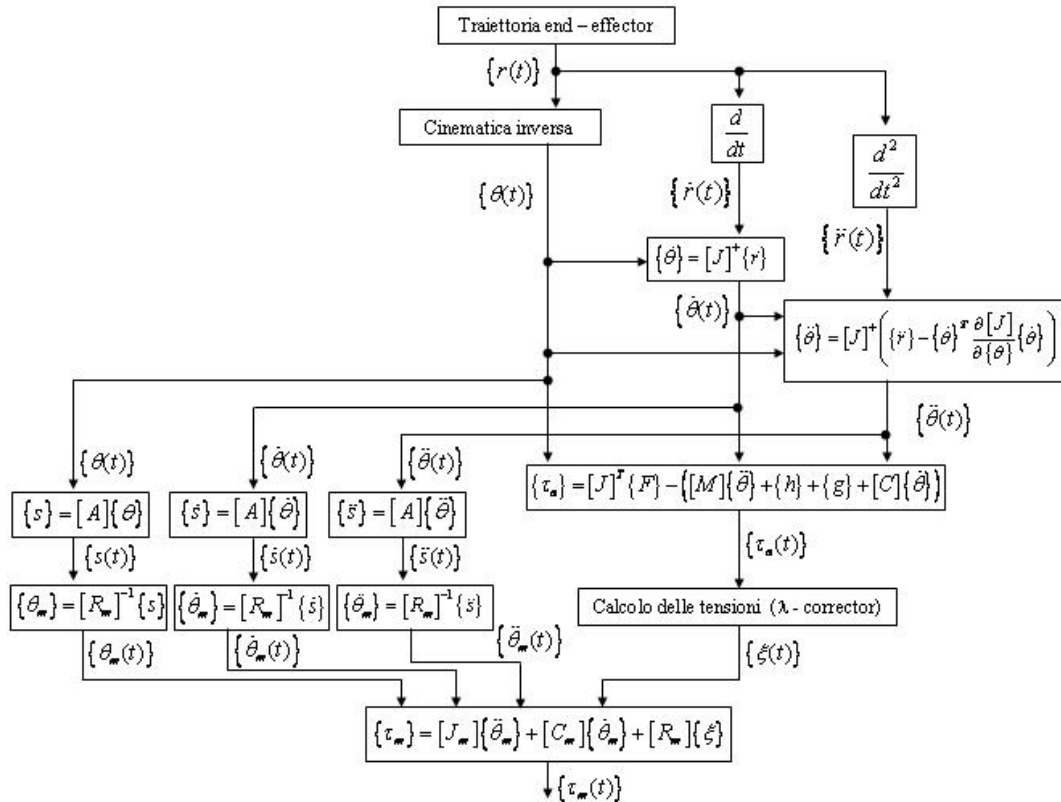 Traiettoria end – effector
{r(t)}
Cinematica inversa
d/dt
d²/dt²
{θ(t)}
{ṙ(t)}
{r̈(t)}
{θ̇} = [J]⁺{r}
{θ̇(t)}
{θ̈} = [J]⁺({r̈} − {θ̇}ᵀ ∂[J]/∂{θ} {θ̇})
{θ̈(t)}
{θ(t)}
{θ̇(t)}
{θ̈(t)}
{τₐ} = [J]ᵀ{F} − ([M]{θ̈} + {h} + {g} + [C]{θ̇})
{s} = [A]{θ}
{ṡ} = [A]{θ̇}
{s̈} = [A]{θ̈}
{s(t)}
{ṡ(t)}
{s̈(t)}
{τₐ(t)}
{θₘ} = [Rₘ]⁻¹{s}
{θ̇ₘ} = [Rₘ]⁻¹{ṡ}
{θ̈ₘ} = [Rₘ]⁻¹{s̈}
Calcolo delle tensioni (λ - corrector)
{θₘ(t)}
{θ̇ₘ(t)}
{θ̈ₘ(t)}
{ξ(t)}
{τₘ} = [Jₘ]{θ̈ₘ} + [Cₘ]{θ̇ₘ} + [Rₘ]{ξ}
{τₘ(t)}